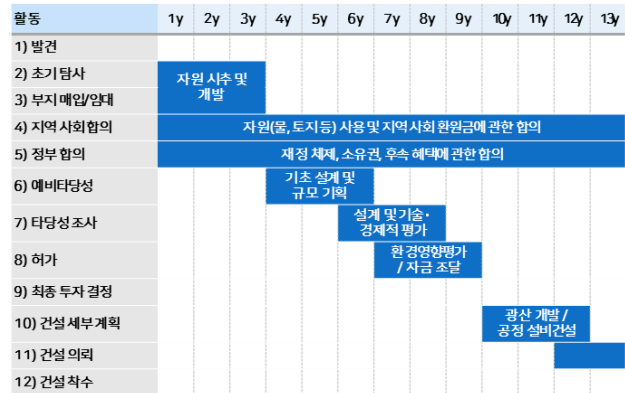 활동 1y 2y 3y 4y 5y 6y 7y 8y 9y 10y 11y 12y 13y
1) 발견
2) 초기 탐사
자원 시추 및
개발
3) 부지 매입/임대
4) 지역 사회 합의
자원(물, 토지 등) 사용 및 지역 사회 환원금에 관한 합의
5) 정부 합의
재정 체제, 소유권, 후속 혜택에 관한 합의
6) 예비타당성
기초 설계 및
규모 기획
7) 타당성 조사
설계 및 기술·
경제적 평가
8) 허가
환경영향평가
/ 자금 조달
9) 최종 투자 결정
10) 건설 세부 계획
광산 개발 /
공정 설비건설
11) 건설 의뢰
12) 건설 착수